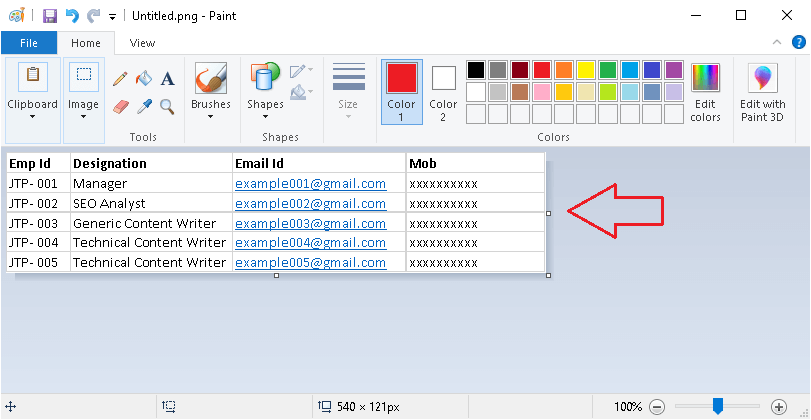 Untitled.png - Paint
File Home View
Clipboard
Image
Tools
Brushes
Shapes
Shapes
Size
Color 1
Color 2
Colors
Edit colors
Edit with Paint 3D
Emp Id Designation Email Id Mob
JTP- 001 Manager example001@gmail.com xxxxxxxxxx
JTP- 002 SEO Analyst example002@gmail.com xxxxxxxxxx
JTP- 003 Generic Content Writer example003@gmail.com xxxxxxxxxx
JTP- 004 Technical Content Writer example004@gmail.com xxxxxxxxxx
JTP- 005 Technical Content Writer example005@gmail.com xxxxxxxxxx
540 × 121px 100%